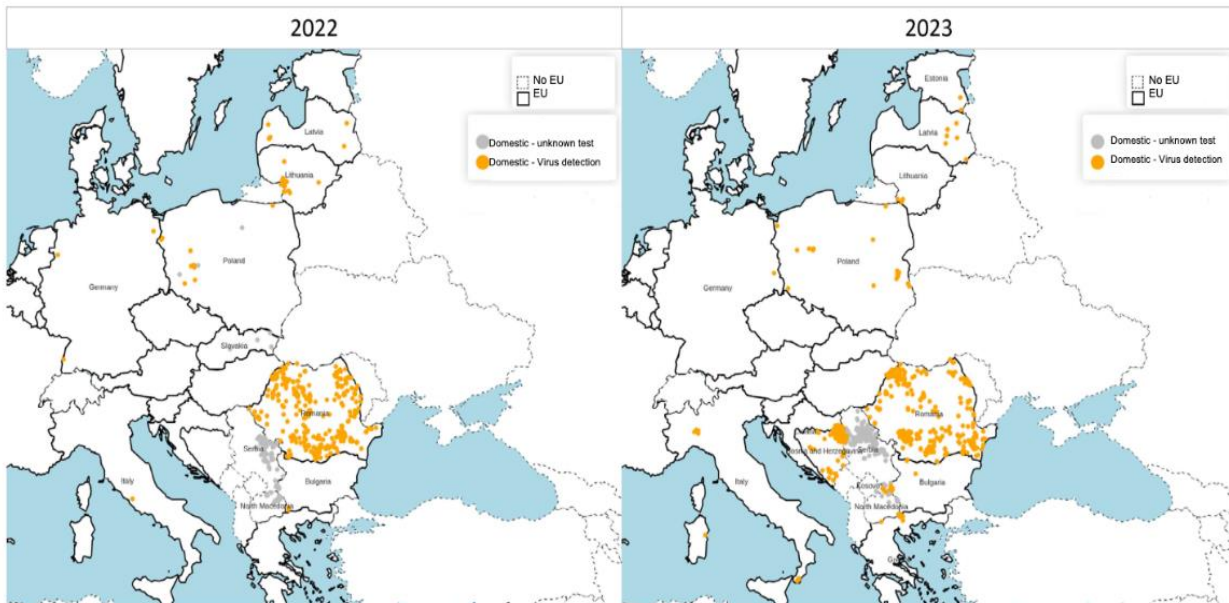 2022
2023
No EU
EU
Domestic - unknown test
Domestic - Virus detection
Latvia
Lithuania
Poland
Germany
Slovakia
Romania
Serbia
Bulgaria
Italy
North Macedonia
No EU
EU
Domestic - unknown test
Domestic - Virus detection
Estonia
Latvia
Lithuania
Poland
Germany
Romania
Bosnia and Herzegovina
Serbia
Kosovo
Bulgaria
Italy
North Macedonia